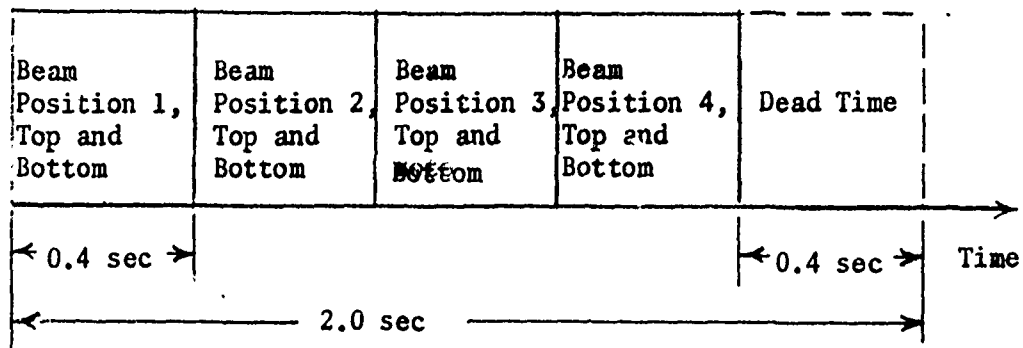 Beam
Position 1,
Top and
Bottom
Beam
Position 2,
Top and
Bottom
Beam
Position 3,
Top and
Bottom
Beam
Position 4,
Top and
Bottom
Dead Time
0.4 sec
0.4 sec
Time
2.0 sec